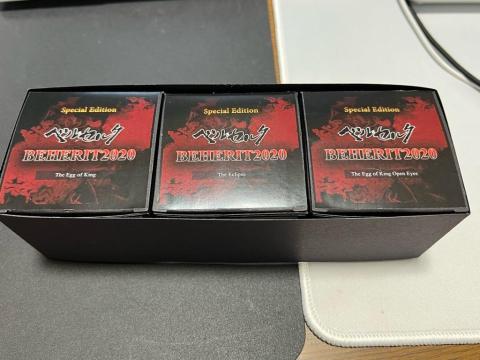 Special Edition
ベルセルク
BEHERIT2020
The Egg of King
Special Edition
ベルセルク
BEHERIT2020
The Eclipse
Special Edition
ベルセルク
BEHERIT2020
The Egg of King Open Eyes